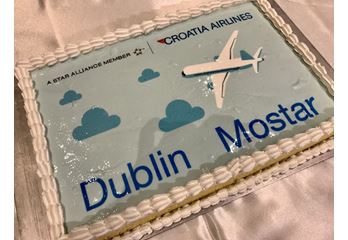 A STAR ALLIANCE MEMBER
CROATIA AIRLINES
Dublin Mostar